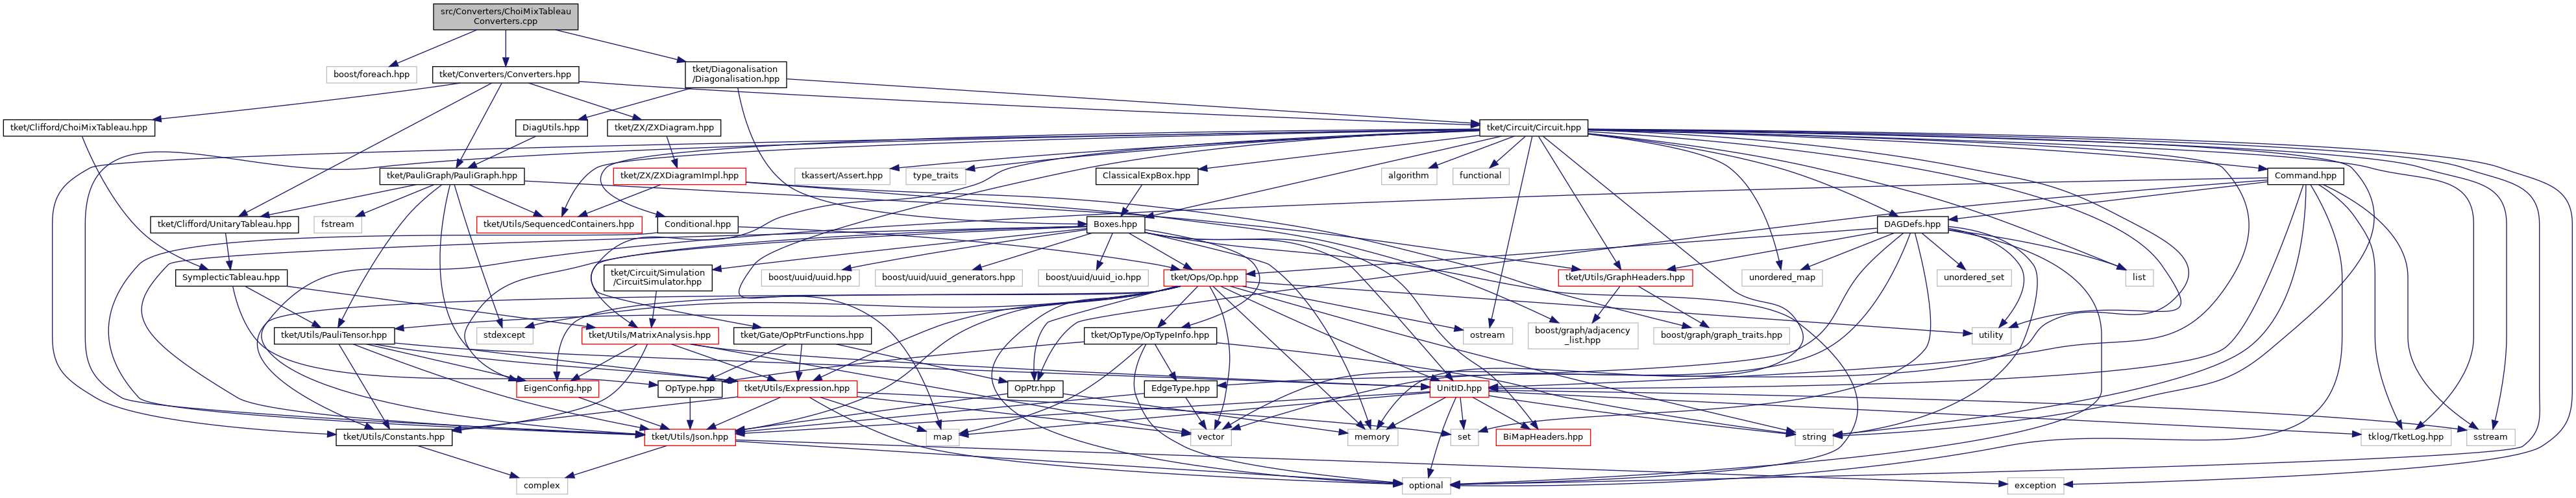 src/Converters/ChoiMixTableau
Converters.cpp
boost/foreach.hpp
tket/Converters/Converters.hpp
tket/Diagonalisation
/Diagonalisation.hpp
tket/Clifford/ChoiMixTableau.hpp
DiagUtils.hpp
tket/ZX/ZXDiagram.hpp
tket/Circuit/Circuit.hpp
tket/PauliGraph/PauliGraph.hpp
tket/ZX/ZXDiagramImpl.hpp
tkassert/Assert.hpp
type_traits
ClassicalExpBox.hpp
algorithm
functional
Command.hpp
tket/Clifford/UnitaryTableau.hpp
fstream
tket/Utils/SequencedContainers.hpp
Conditional.hpp
Boxes.hpp
DAGDefs.hpp
SymplecticTableau.hpp
tket/Circuit/Simulation
/CircuitSimulator.hpp
boost/uuid/uuid.hpp
boost/uuid/uuid_generators.hpp
boost/uuid/uuid_io.hpp
tket/Ops/Op.hpp
tket/Utils/GraphHeaders.hpp
unordered_map
unordered_set
list
tket/Utils/PauliTensor.hpp
stdexcept
tket/Utils/MatrixAnalysis.hpp
tket/Gate/OpPtrFunctions.hpp
tket/OpType/OpTypeInfo.hpp
ostream
boost/graph/adjacency
_list.hpp
boost/graph/graph_traits.hpp
utility
EigenConfig.hpp
OpType.hpp
tket/Utils/Expression.hpp
OpPtr.hpp
EdgeType.hpp
UnitID.hpp
tket/Utils/Constants.hpp
tket/Utils/Json.hpp
map
vector
memory
set
BiMapHeaders.hpp
string
tklog/TketLog.hpp
sstream
complex
optional
exception